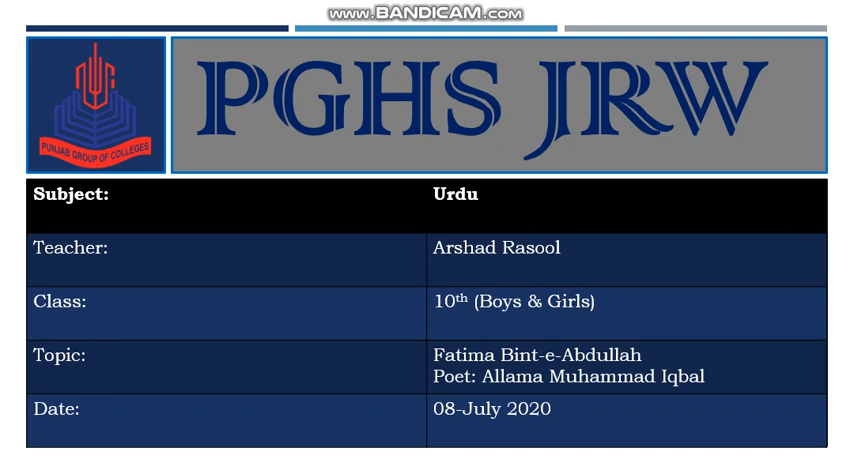 www.BANDICAM.com
PGHS JRW
PUNJAB GROUP OF COLLEGES
Subject: Urdu
Teacher: Arshad Rasool
Class: 10th (Boys & Girls)
Topic: Fatima Bint-e-Abdullah
Poet: Allama Muhammad Iqbal
Date: 08-July 2020